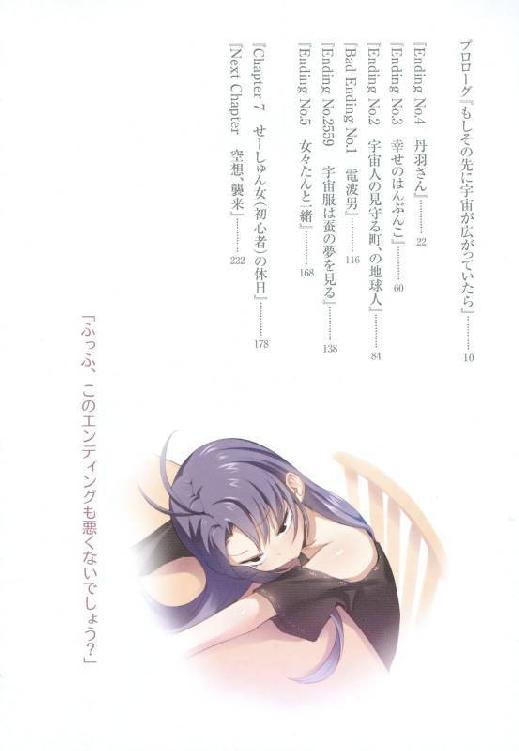 プロローグ『もしその先に宇宙が広がっていたら』………10
『Ending No.4 丹羽さん』………22
『Ending No.3 幸せのはんぶんこ』………60
『Ending No.2 宇宙人の見守る町、の地球人』………84
『Bad Ending No.1 電波男』………116
『Ending No.2559 宇宙服は蚕の夢を見る』………138
『Ending No.5 女々たんと一緒』………168
『Chapter 7 せーしゅん女(初心者)の休日』………178
『Next Chapter 空想、襲来』………232
「ふっふ、このエンディングも悪くないでしょう?」